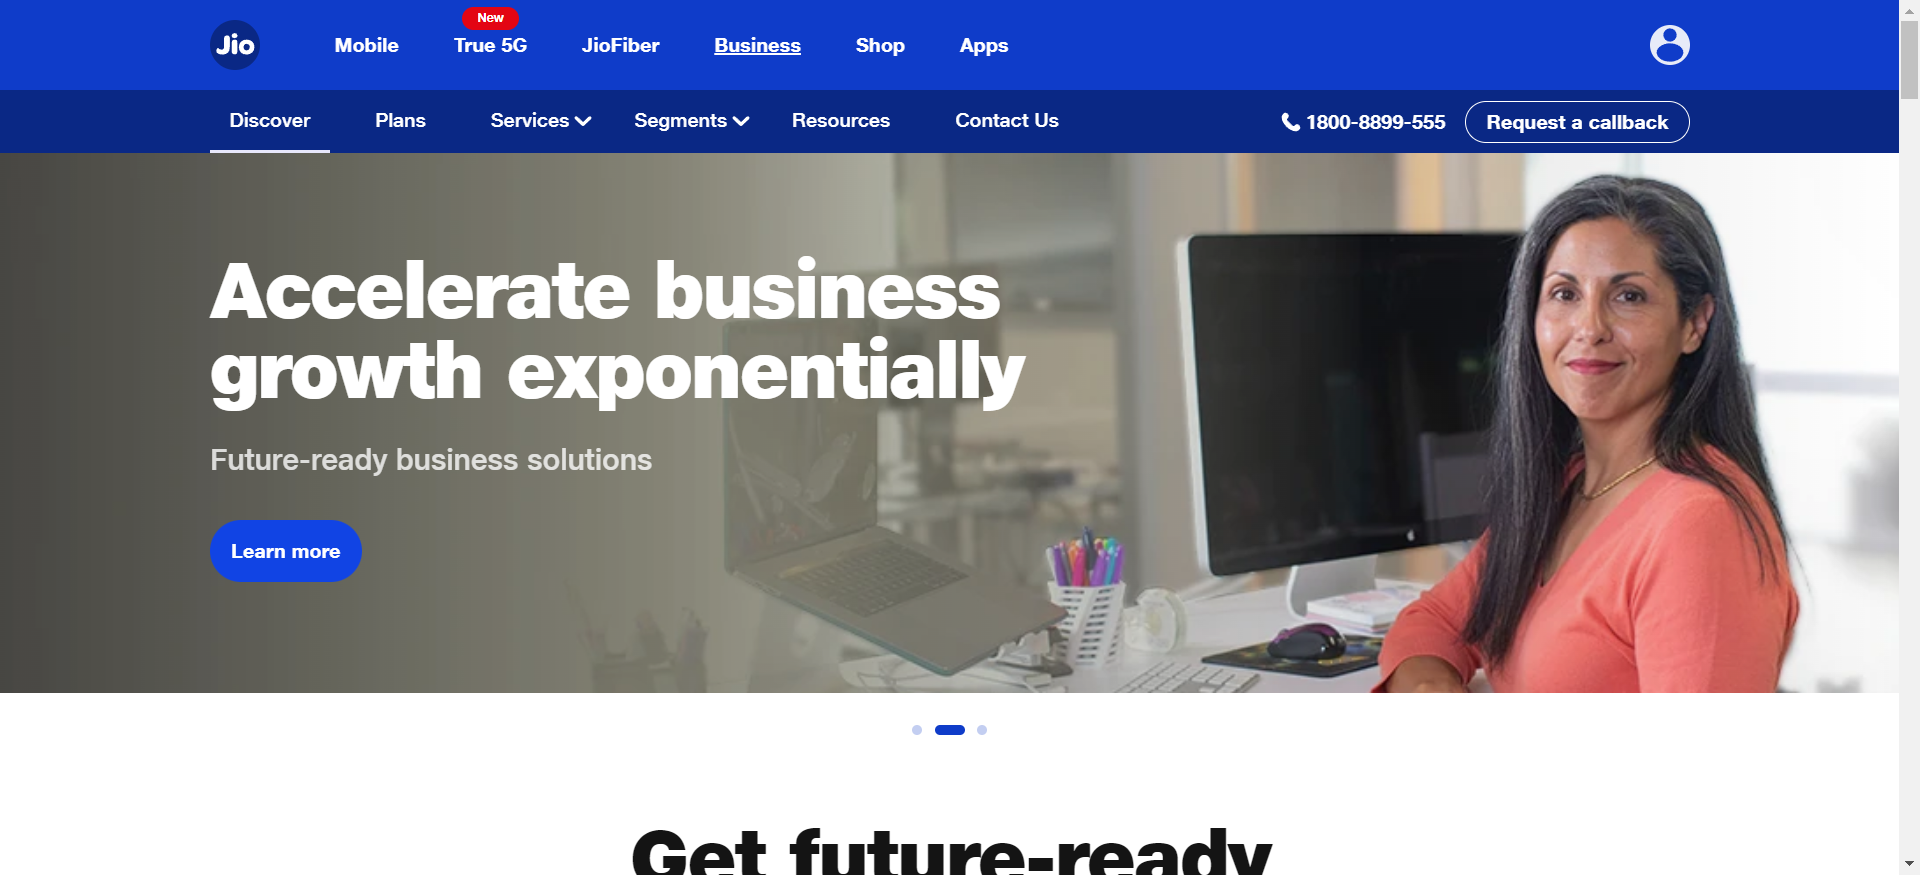 Jio
Mobile
New
True 5G
JioFiber
Business
Shop
Apps
Discover
Plans
Services
Segments
Resources
Contact Us
1800-8899-555
Request a callback
Accelerate business
growth exponentially
Future-ready business solutions
Learn more
Get future-ready